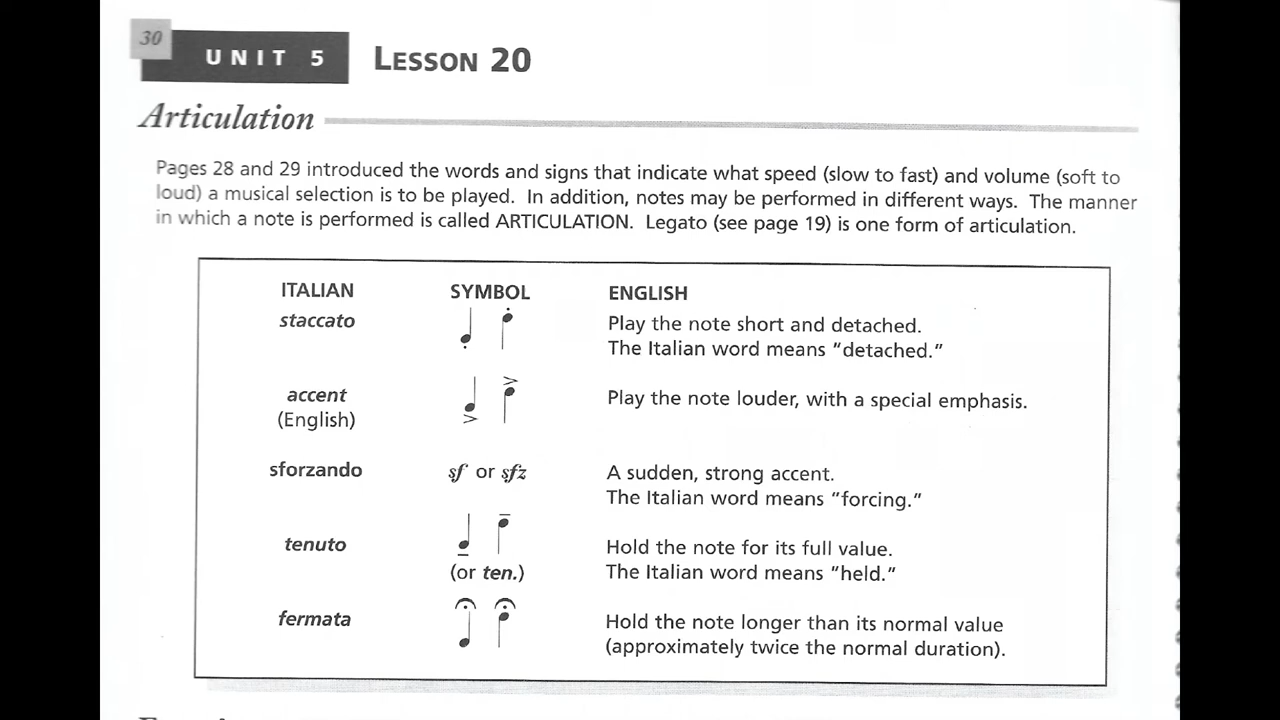 30
UNIT 5 LESSON 20
Articulation
Pages 28 and 29 introduced the words and signs that indicate what speed (slow to fast) and volume (soft to
loud) a musical selection is to be played. In addition, notes may be performed in different ways. The manner
in which a note is performed is called ARTICULATION. Legato (see page 19) is one form of articulation.
ITALIAN SYMBOL ENGLISH
staccato Play the note short and detached.
The Italian word means "detached."
accent Play the note louder, with a special emphasis.
(English)
sforzando sf or sfz A sudden, strong accent.
The Italian word means "forcing."
tenuto Hold the note for its full value.
(or ten.) The Italian word means "held."
fermata Hold the note longer than its normal value
(approximately twice the normal duration).